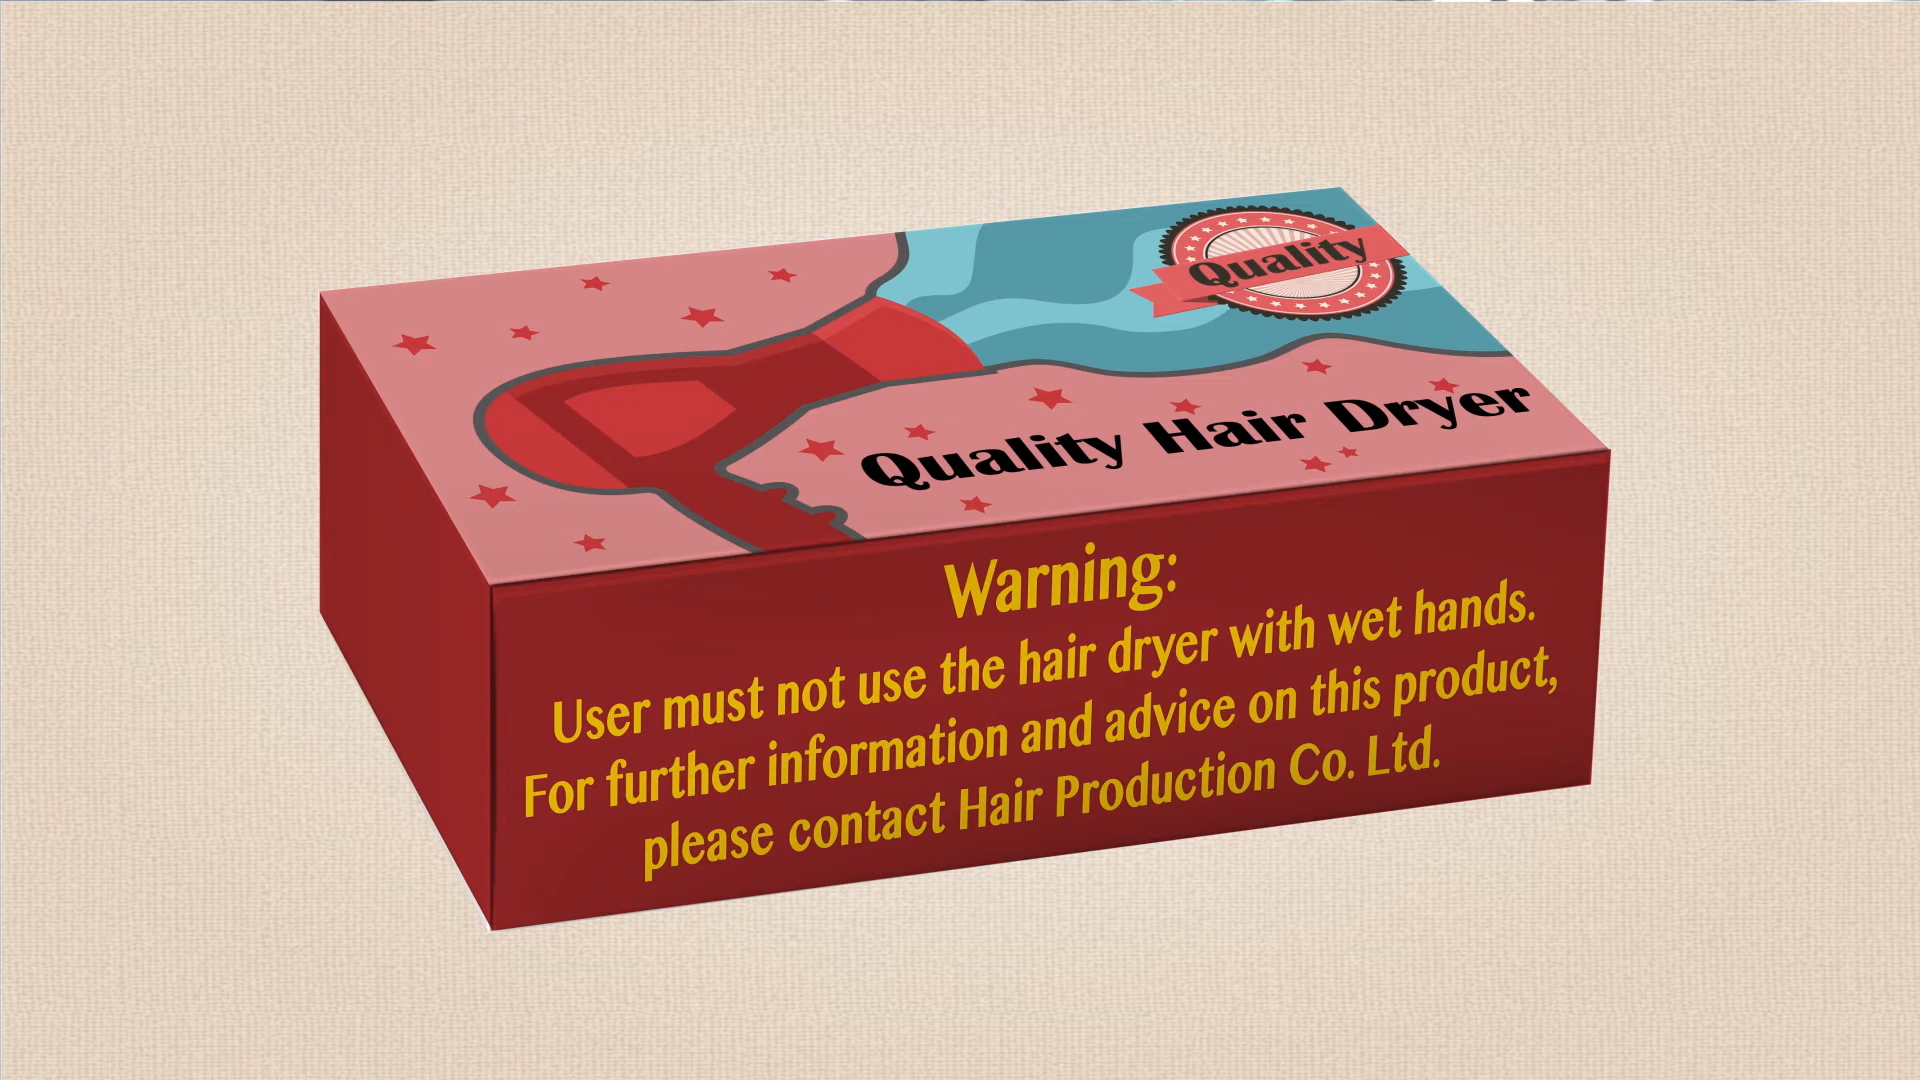 Quality
Quality Hair Dryer
Warning:
User must not use the hair dryer with wet hands.
For further information and advice on this product,
please contact Hair Production Co. Ltd.